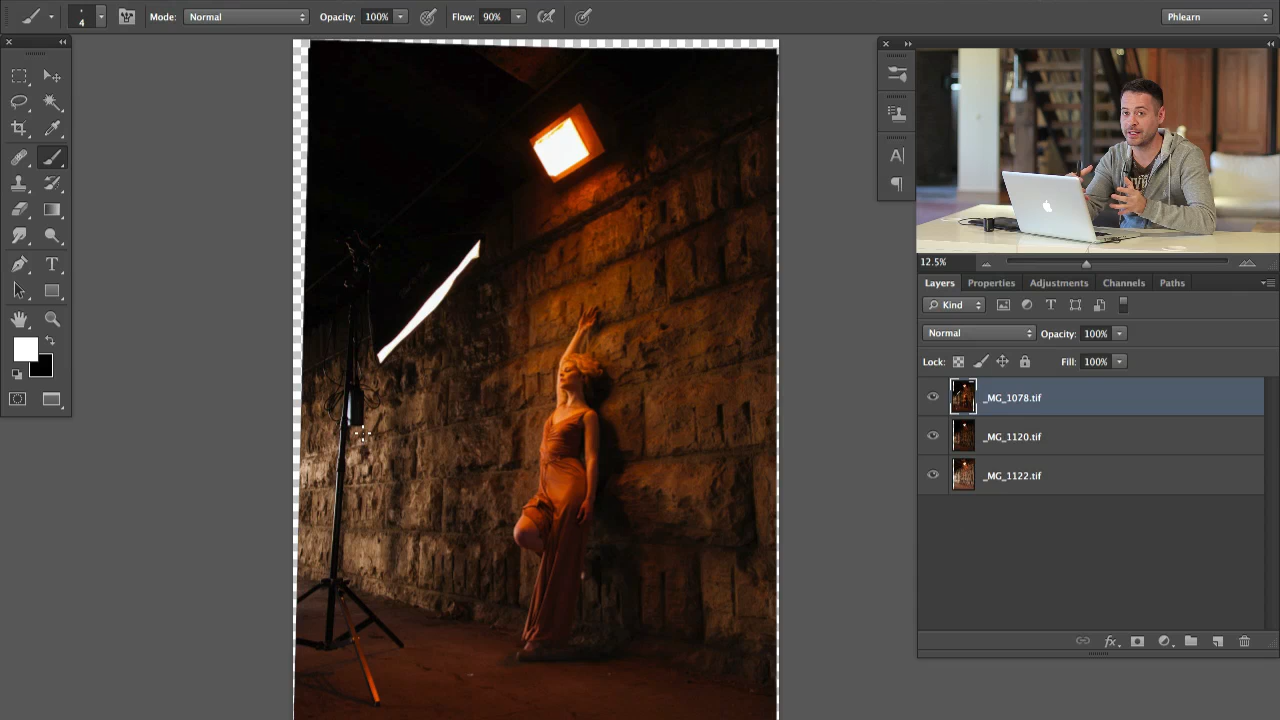 4 Mode: Normal Opacity: 100% Flow: 90% Phlearn
12.5%
Layers Properties Adjustments Channels Paths
Kind
Normal Opacity: 100%
Lock: Fill: 100%
_MG_1078.tif
_MG_1120.tif
_MG_1122.tif